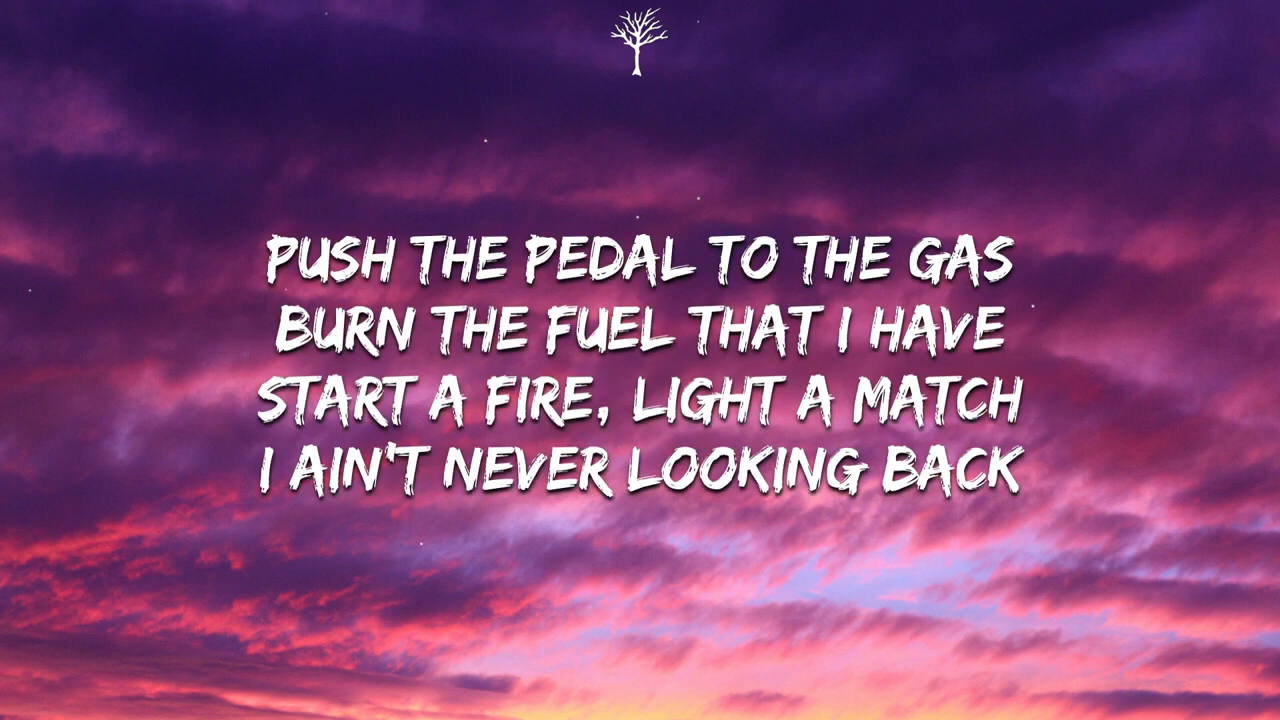 PUSH THE PEDAL TO THE GAS
BURN THE FUEL THAT I HAVE
START A FIRE, LIGHT A MATCH
I AIN'T NEVER LOOKING BACK